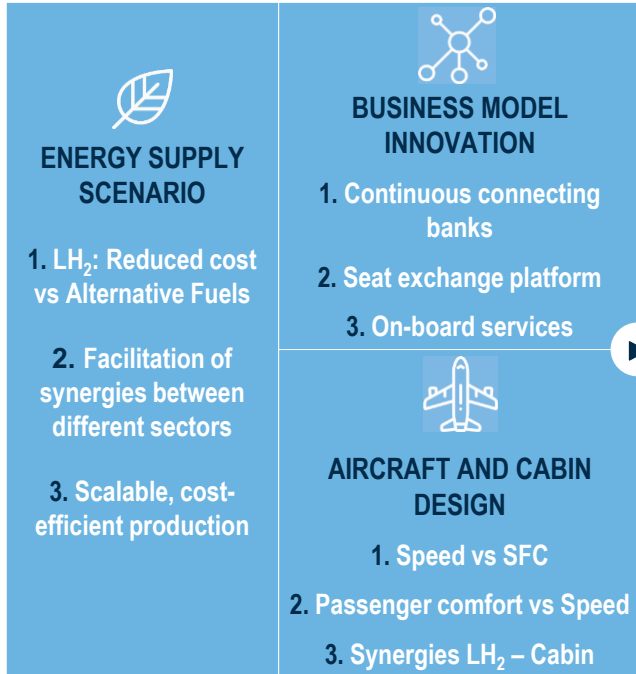 ENERGY SUPPLY
SCENARIO
1. LH₂: Reduced cost
vs Alternative Fuels
2. Facilitation of
synergies between
different sectors
3. Scalable, cost-
efficient production
BUSINESS MODEL
INNOVATION
1. Continuous connecting
banks
2. Seat exchange platform
3. On-board services
AIRCRAFT AND CABIN
DESIGN
1. Speed vs SFC
2. Passenger comfort vs Speed
3. Synergies LH₂ – Cabin